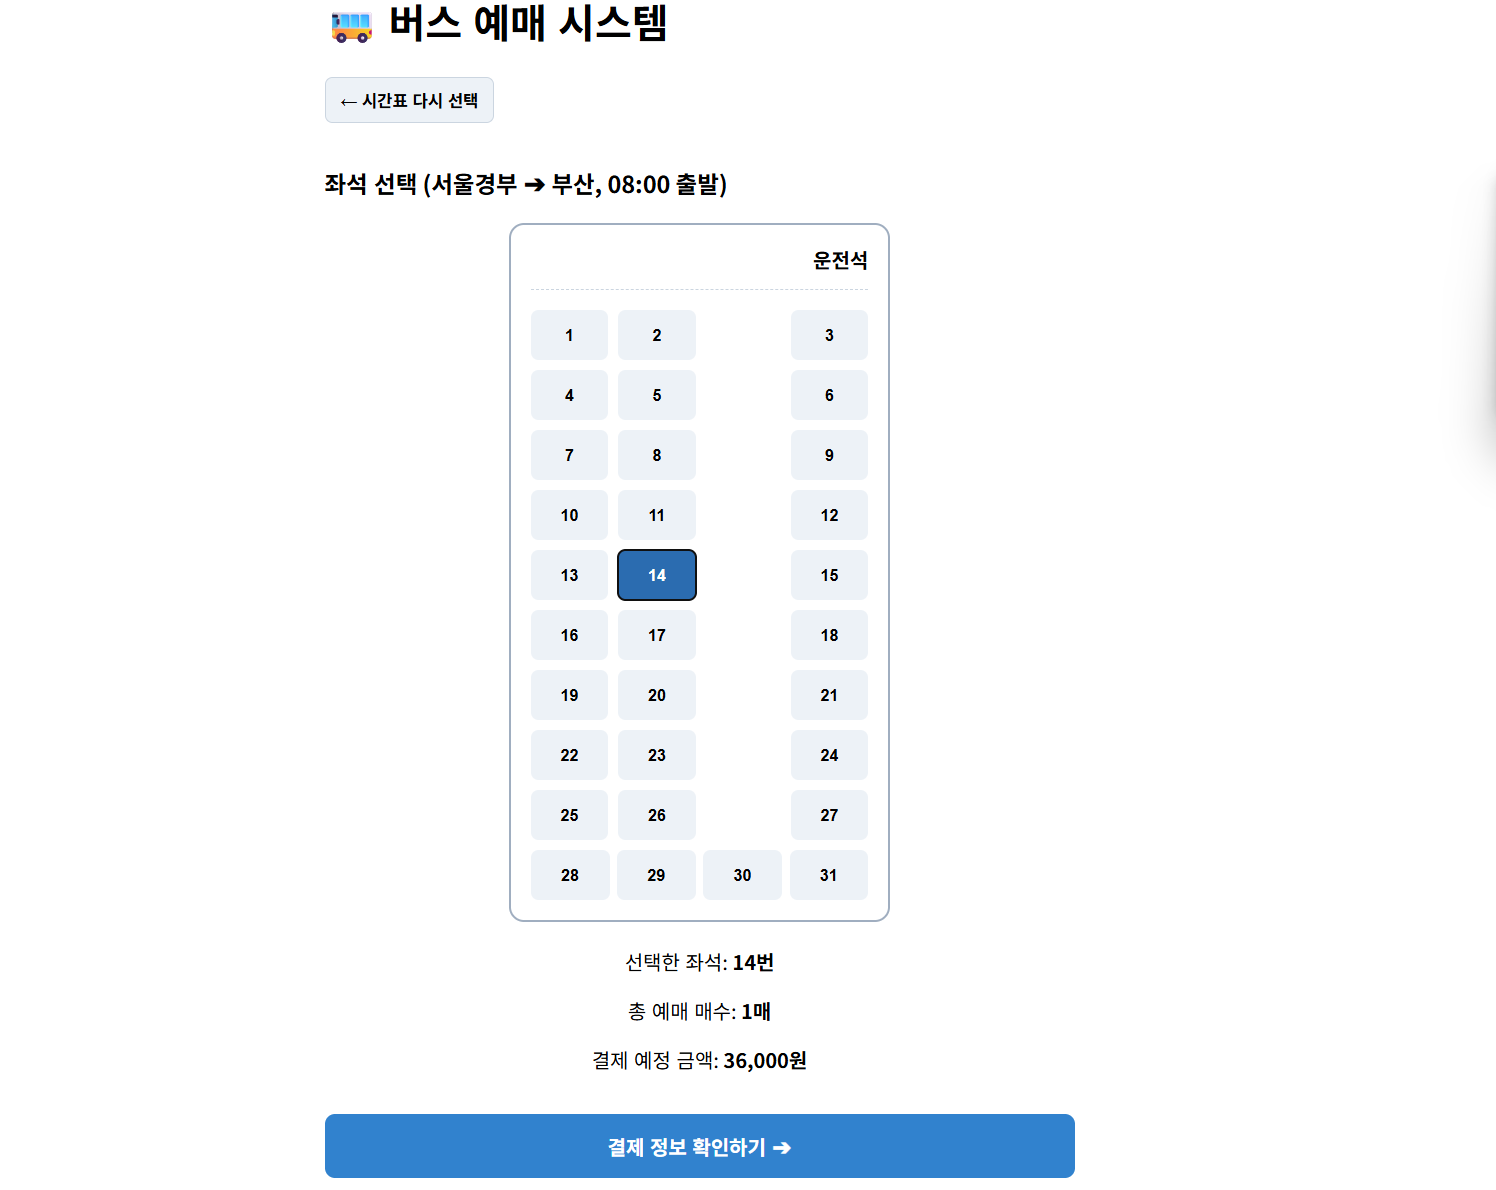 버스 예매 시스템
← 시간표 다시 선택
좌석 선택 (서울경부 ➔ 부산, 08:00 출발)
운전석
1 2 3
4 5 6
7 8 9
10 11 12
13 14 15
16 17 18
19 20 21
22 23 24
25 26 27
28 29 30 31
선택한 좌석: 14번
총 예매 매수: 1매
결제 예정 금액: 36,000원
결제 정보 확인하기 ➔